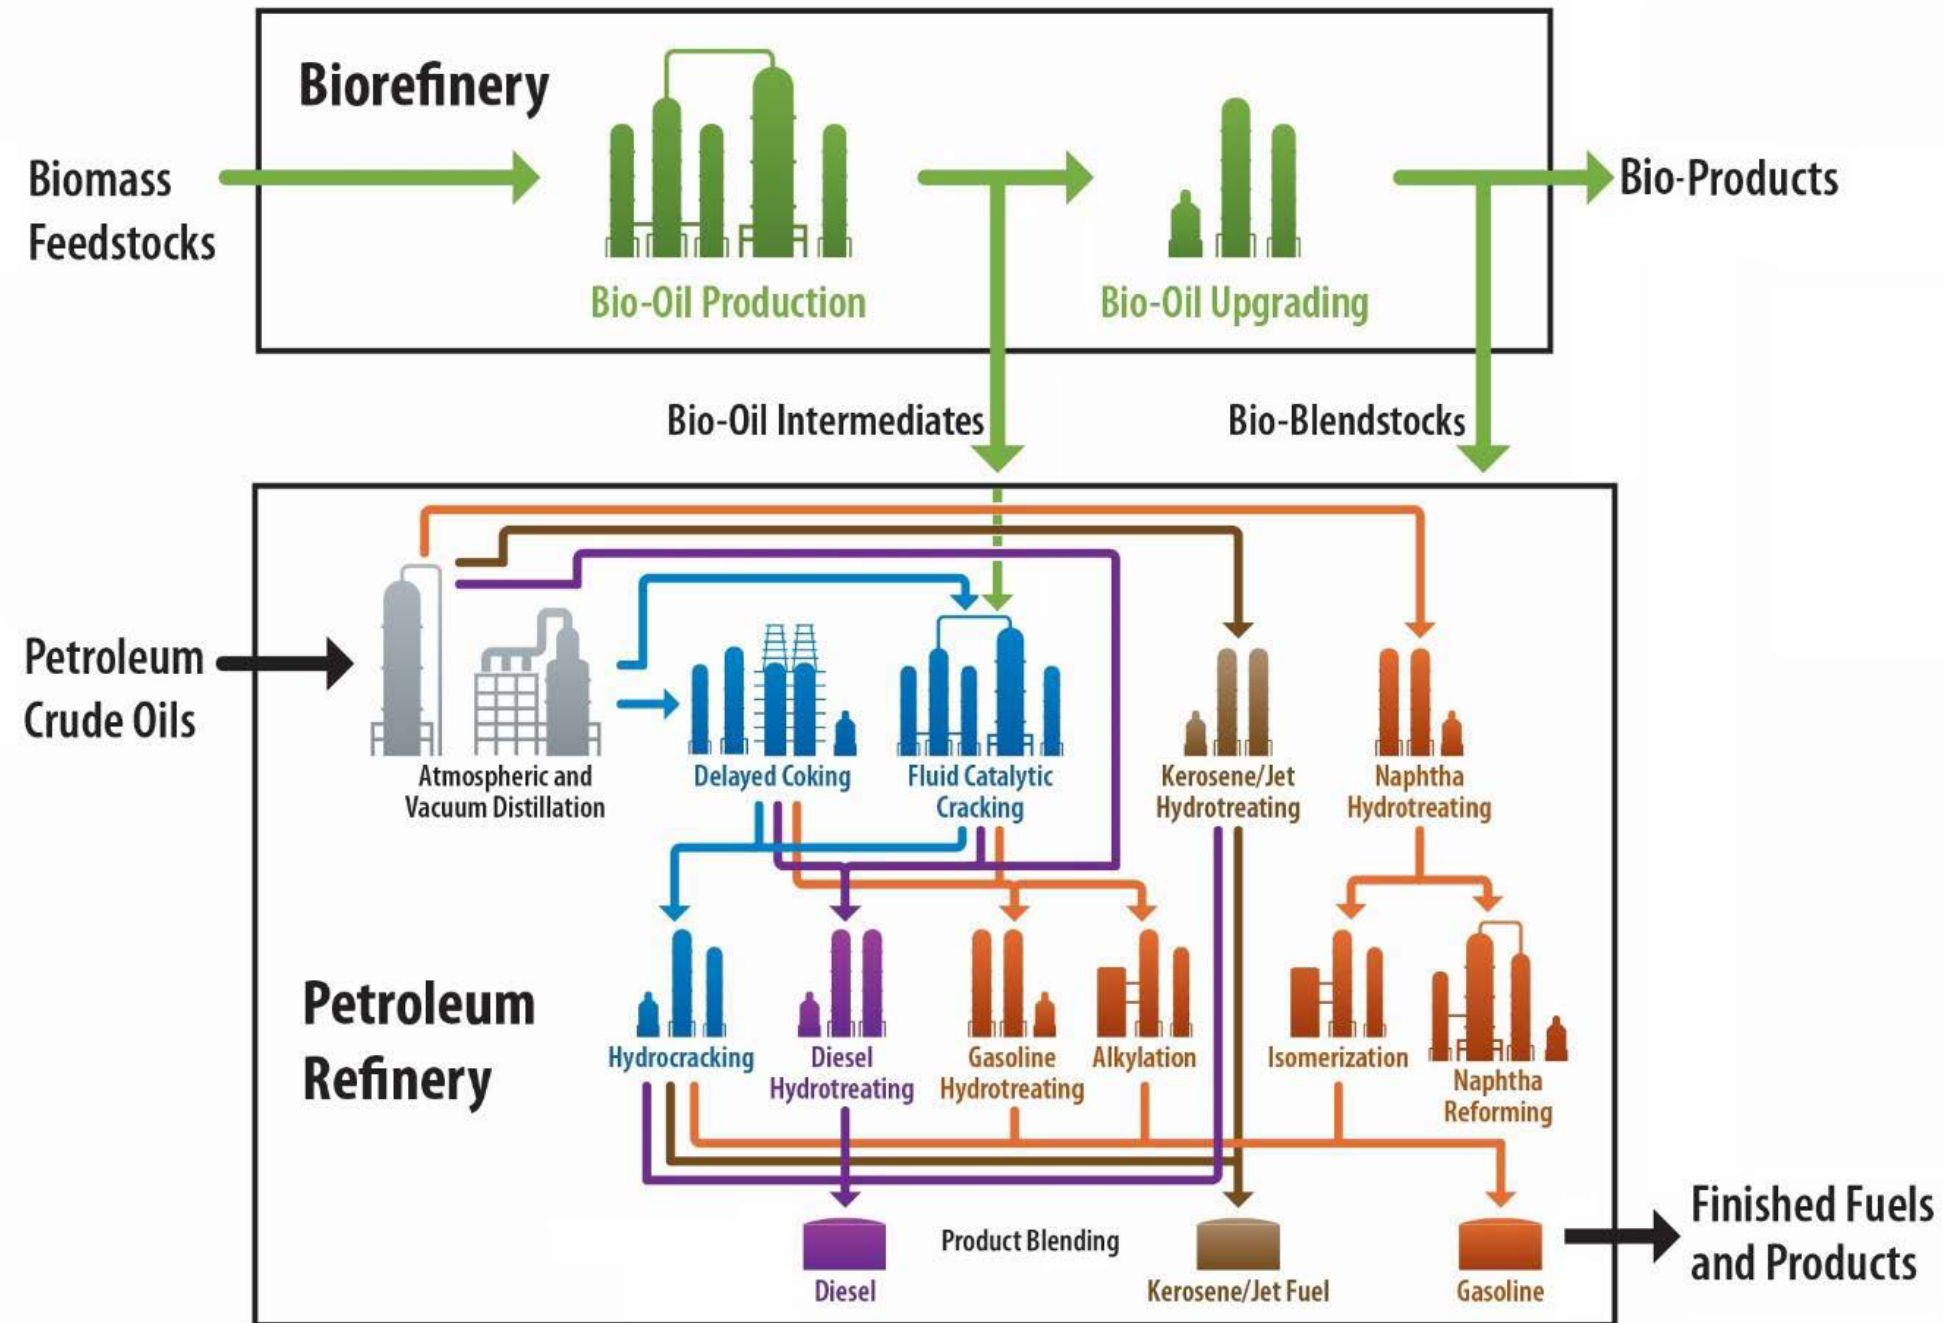 Biorefinery
Biomass
Feedstocks
Bio-Products
Bio-Oil Production
Bio-Oil Upgrading
Bio-Oil Intermediates
Bio-Blendstocks
Petroleum
Crude Oils
Atmospheric and
Vacuum Distillation
Delayed Coking
Fluid Catalytic
Cracking
Kerosene/Jet
Hydrotreating
Naphtha
Hydrotreating
Petroleum
Refinery
Hydrocracking
Diesel
Hydrotreating
Gasoline
Hydrotreating
Alkylation
Isomerization
Naphtha
Reforming
Product Blending
Diesel
Kerosene/Jet Fuel
Gasoline
Finished Fuels
and Products